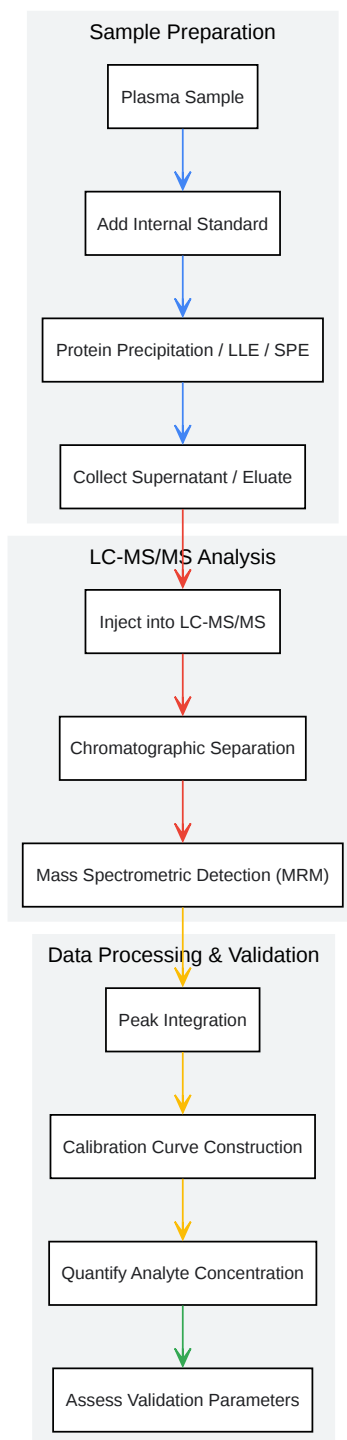 Sample Preparation
Plasma Sample
Add Internal Standard
Protein Precipitation / LLE / SPE
Collect Supernatant / Eluate
LC-MS/MS Analysis
Inject into LC-MS/MS
Chromatographic Separation
Mass Spectrometric Detection (MRM)
Data Processing & Validation
Peak Integration
Calibration Curve Construction
Quantify Analyte Concentration
Assess Validation Parameters